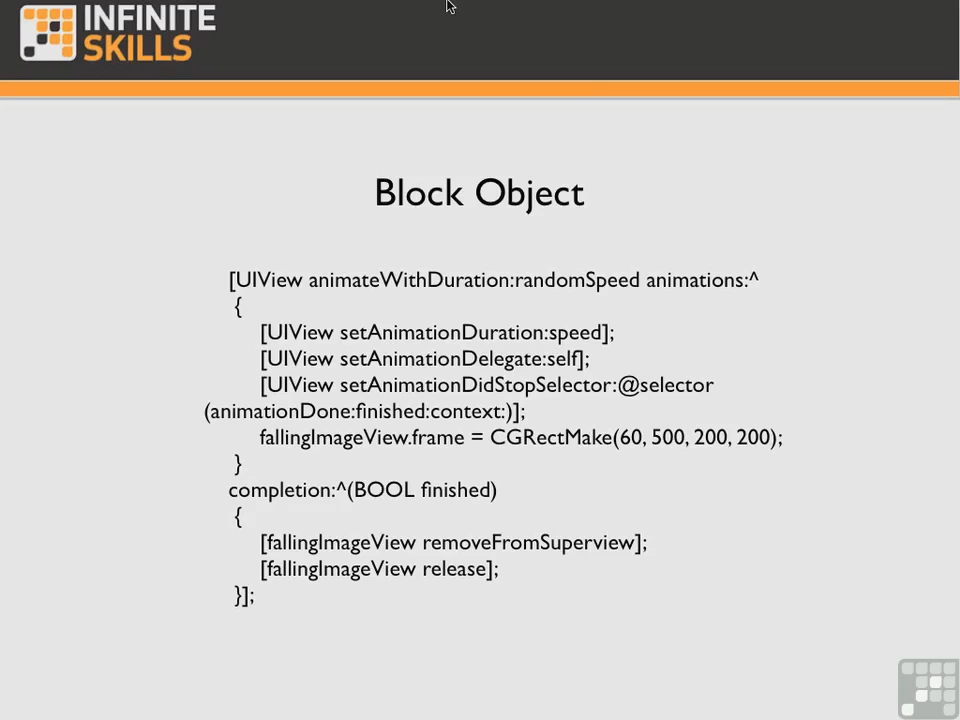 INFINITE
SKILLS
Block Object
[UIView animateWithDuration:randomSpeed animations:^
{
[UIView setAnimationDuration:speed];
[UIView setAnimationDelegate:self];
[UIView setAnimationDidStopSelector:@selector
(animationDone:finished:context:)];
fallingImageView.frame = CGRectMake(60, 500, 200, 200);
}
completion:^(BOOL finished)
{
[fallingImageView removeFromSuperview];
[fallingImageView release];
}];